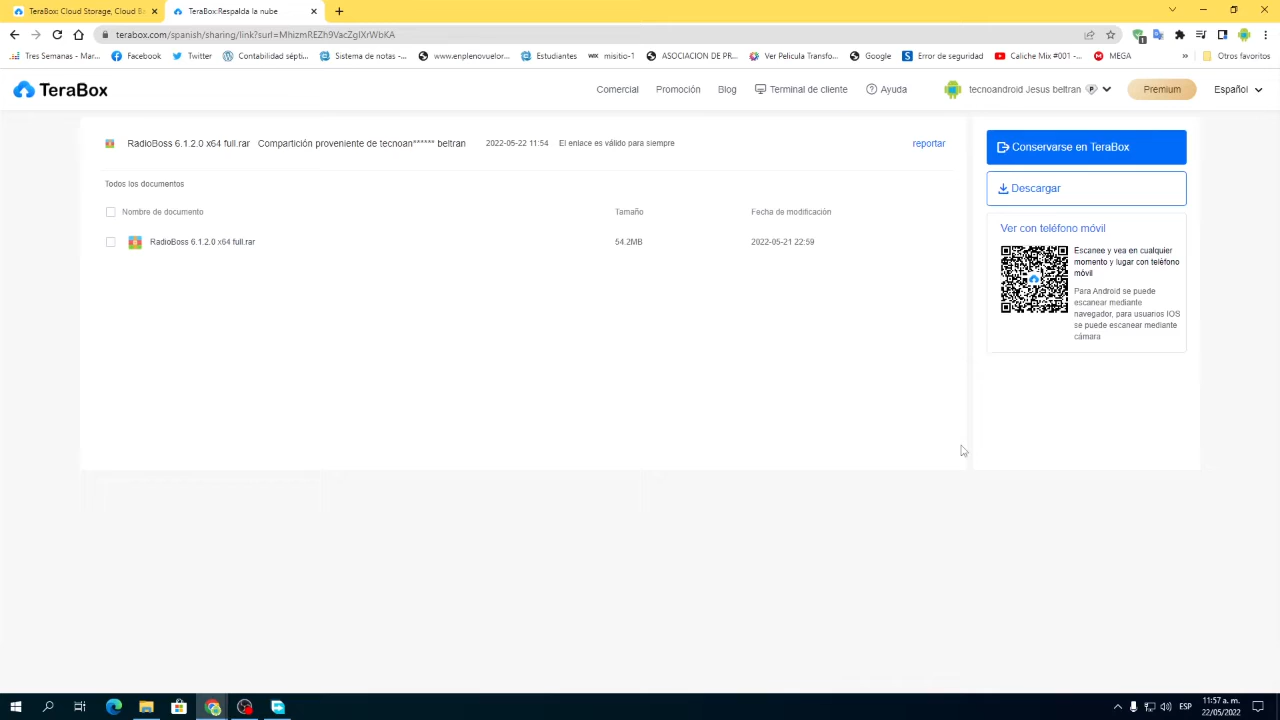 TeraBox: Cloud Storage, Cloud B
TeraBox:Respalda la nube
terabox.com/spanish/sharing/link?surl=MhizmREZh9VacZgIXrWbKA
Tres Semanas - Mar...
Facebook
Twitter
Contabilidad sépti...
Sistema de notas -...
Estudiantes
misitio-1
ASOCIACION DE PR...
Ver Pelicula Transfo...
Google
Error de seguridad
Caliche Mix #001 -...
MEGA
»
Otros favoritos
TeraBox
Comercial
Promoción
Blog
Terminal de cliente
Ayuda
tecnoandroid Jesus beltran
Premium
Español
RadioBoss 6.1.2.0 x64 full.rar
Compartición proveniente de tecnoan****** beltran
2022-05-22 11:54
El enlace es válido para siempre
reportar
Todos los documentos
Nombre de documento
Tamaño
Fecha de modificación
RadioBoss 6.1.2.0 x64 full.rar
54.2MB
2022-05-21 22:59
Conservarse en TeraBox
Descargar
Ver con teléfono móvil
Escanee y vea en cualquier
momento y lugar con teléfono
móvil
Para Android se puede
escanear mediante
navegador, para usuarios IOS
se puede escanear mediante
cámara
ESP
11:57 a. m.
22/05/2022